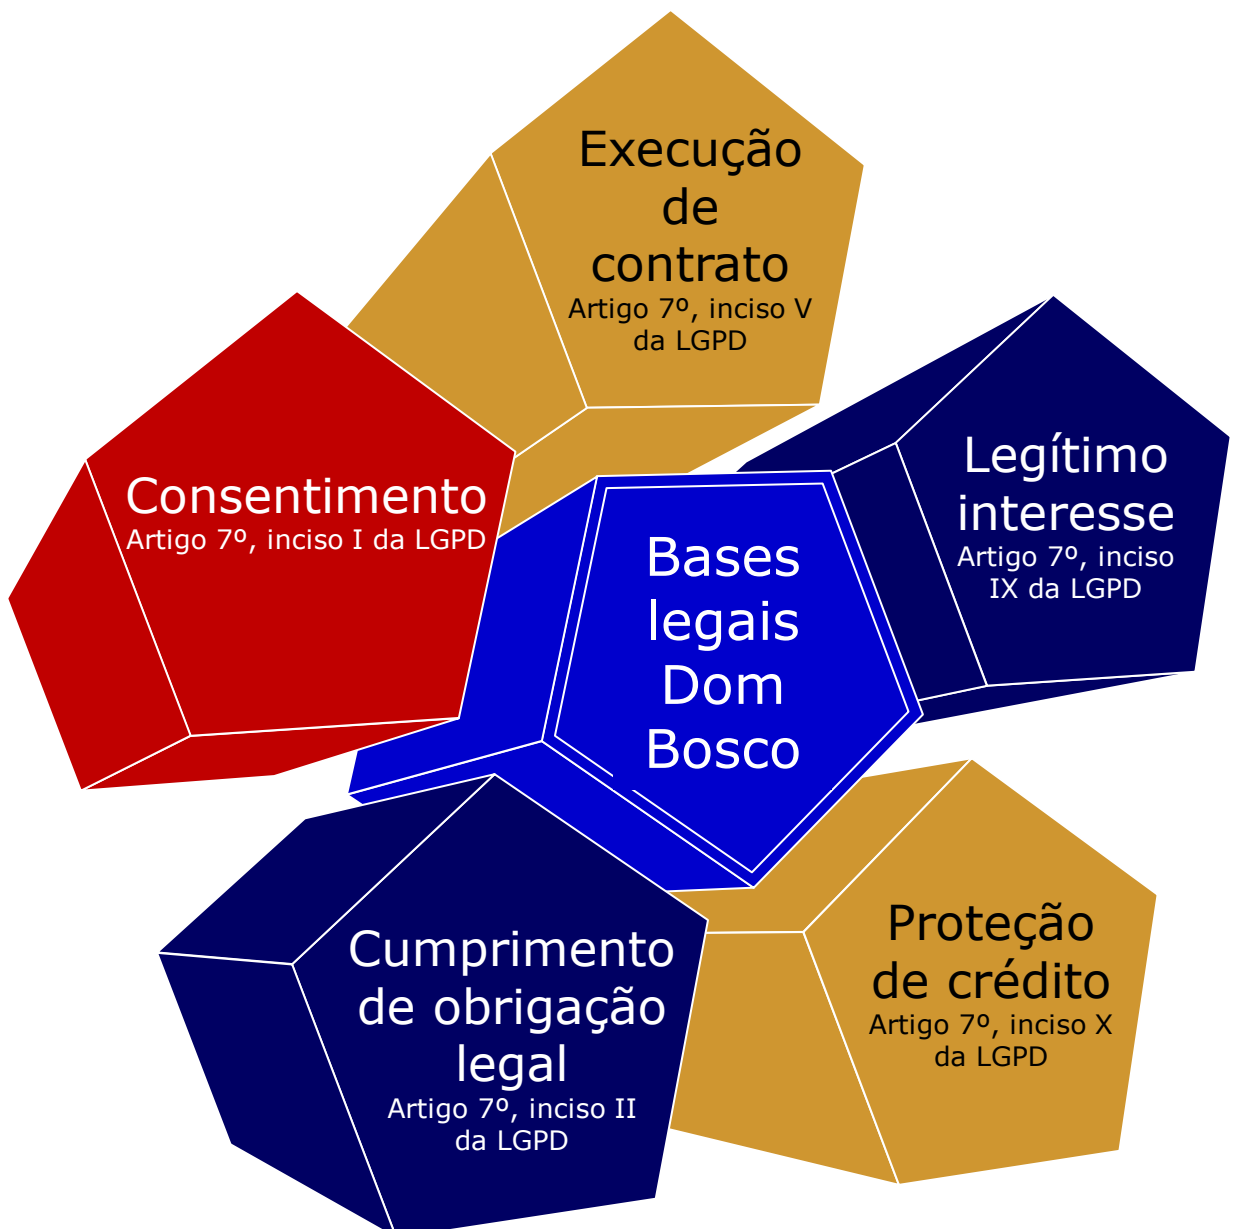 Execução
de
contrato
Artigo 7º, inciso V
da LGPD
Consentimento
Artigo 7º, inciso I da LGPD
Legítimo
interesse
Artigo 7º, inciso
IX da LGPD
Bases
legais
Dom
Bosco
Cumprimento
de obrigação
legal
Artigo 7º, inciso II
da LGPD
Proteção
de crédito
Artigo 7º, inciso X
da LGPD